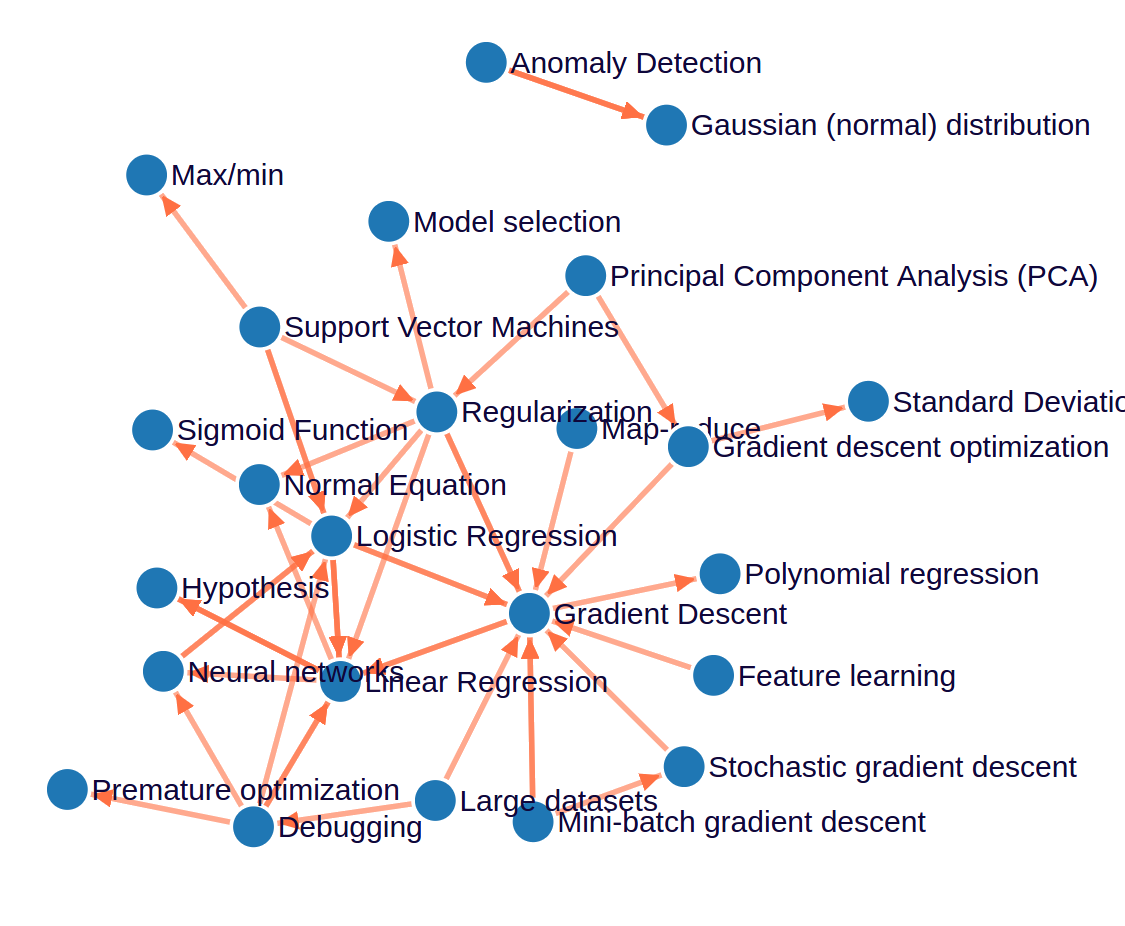 Anomaly Detection
Gaussian (normal) distribution
Max/min
Model selection
Principal Component Analysis (PCA)
Support Vector Machines
Standard Deviatio
Regularization
Sigmoid Function
Map-reduce
Gradient descent optimization
Normal Equation
Logistic Regression
Polynomial regression
Hypothesis
Gradient Descent
Neural networks
Feature learning
Linear Regression
Stochastic gradient descent
Premature optimization
Large datasets
Mini-batch gradient descent
Debugging